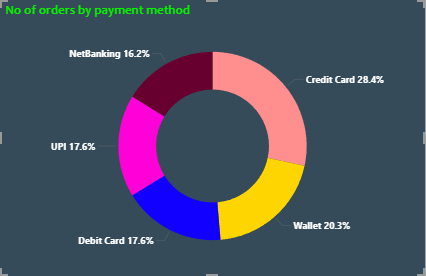 No of orders by payment method
NetBanking 16.2%
Credit Card 28.4%
UPI 17.6%
Wallet 20.3%
Debit Card 17.6%